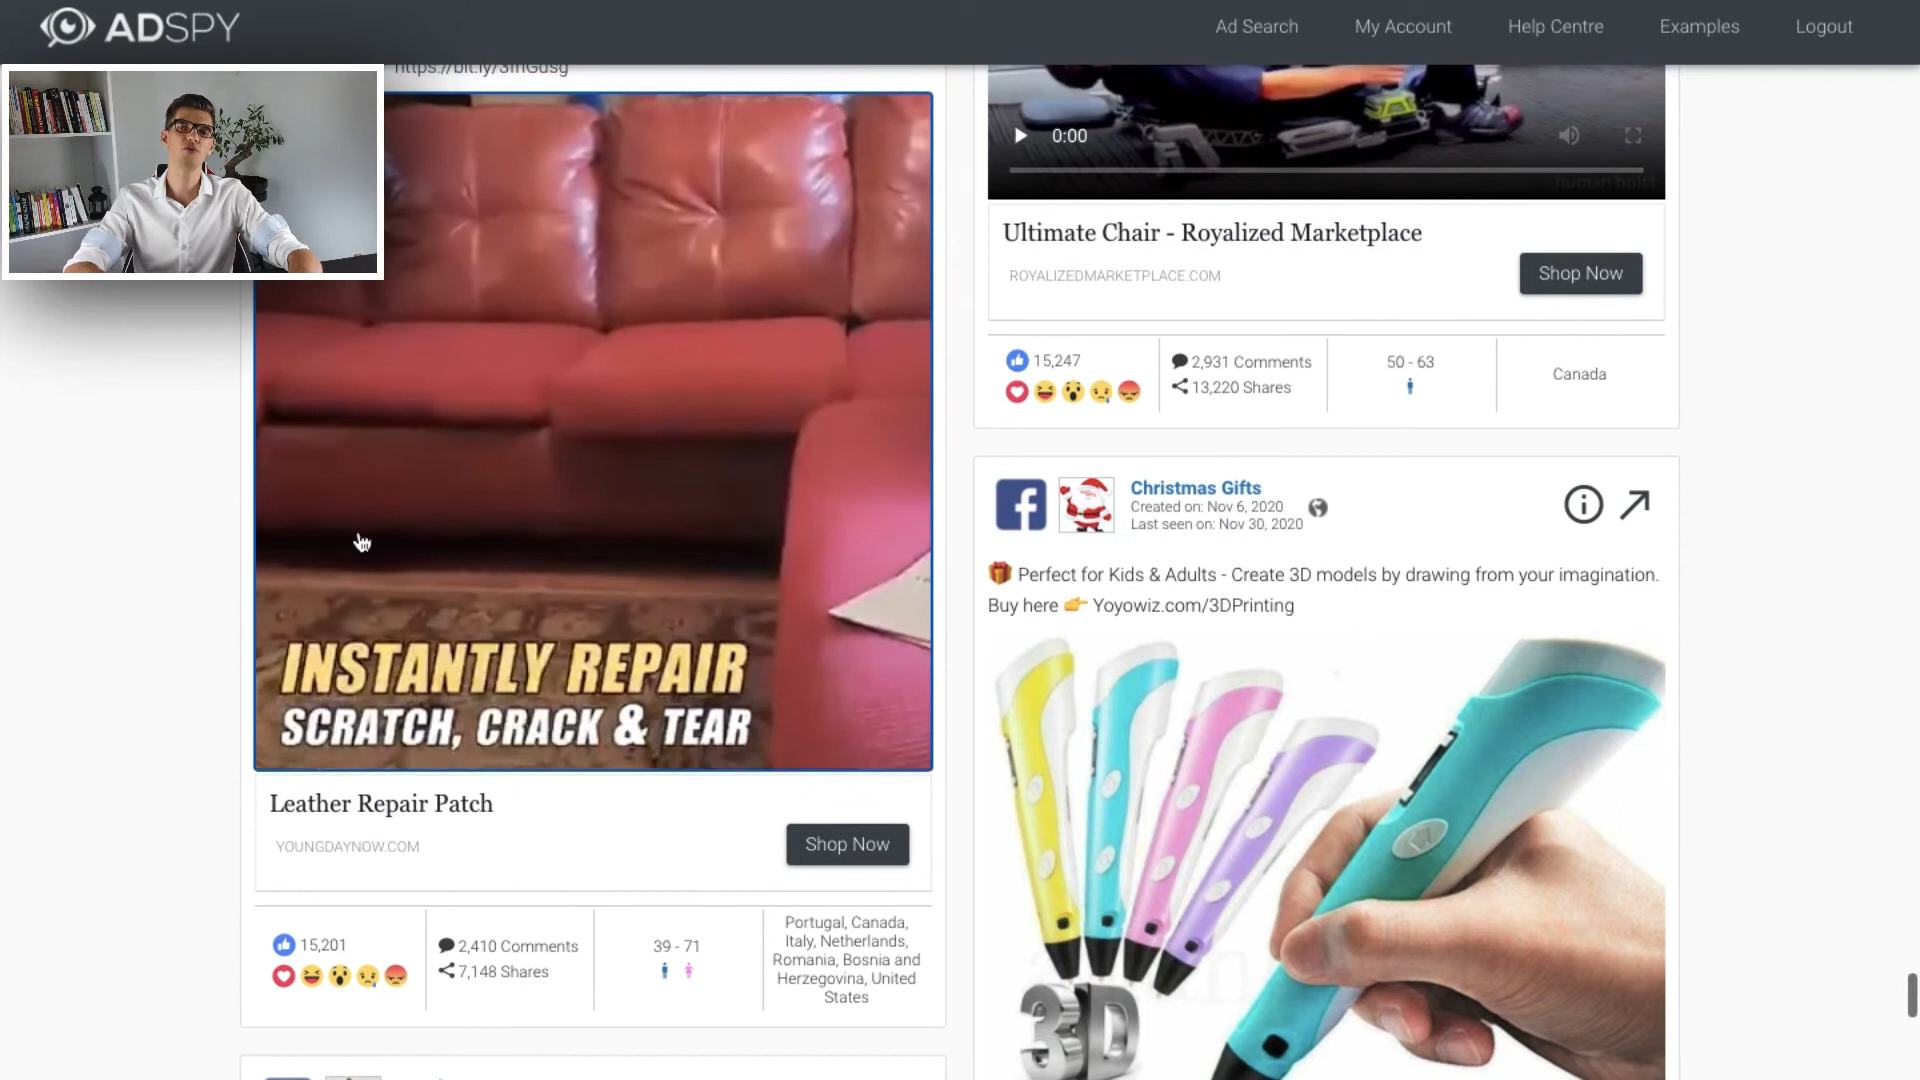 ADSPY
Ad Search
My Account
Help Centre
Examples
Logout
INSTANTLY REPAIR
SCRATCH, CRACK & TEAR
Leather Repair Patch
YOUNGDAYNOW.COM
Shop Now
15,201
2,410 Comments
7,148 Shares
39 - 71
Portugal, Canada,
Italy, Netherlands,
Romania, Bosnia and
Herzegovina, United
States
0:00
human hoist
Ultimate Chair - Royalized Marketplace
ROYALIZEDMARKETPLACE.COM
Shop Now
15,247
2,931 Comments
13,220 Shares
50 - 63
Canada
Christmas Gifts
Created on: Nov 6, 2020
Last seen on: Nov 30, 2020
Perfect for Kids & Adults - Create 3D models by drawing from your imagination.
Buy here 👉 Yoyowiz.com/3DPrinting
3D